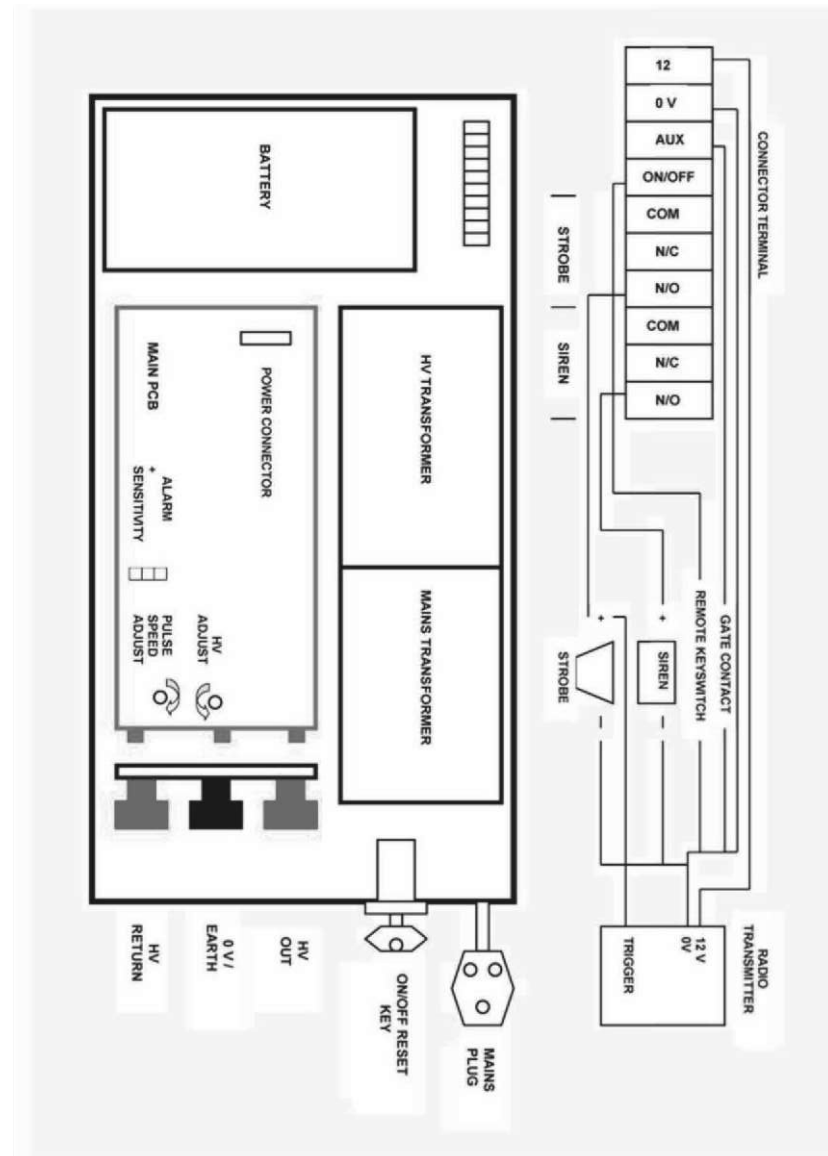 12
0 V
AUX
ON/OFF
COM
N/C
N/O
COM
N/C
N/O
CONNECTOR TERMINAL
STROBE
SIREN
GATE CONTACT
REMOTE KEYSWITCH
+
SIREN
−
+
STROBE
−
RADIO
TRANSMITTER
12 V
0V
TRIGGER
BATTERY
HV TRANSFORMER
MAINS TRANSFORMER
POWER CONNECTOR
MAIN PCB
ALARM
+
SENSITIVITY
HV
ADJUST
PULSE
SPEED
ADJUST
MAINS
PLUG
ON/OFF RESET
KEY
HV
OUT
0 V /
EARTH
HV
RETURN